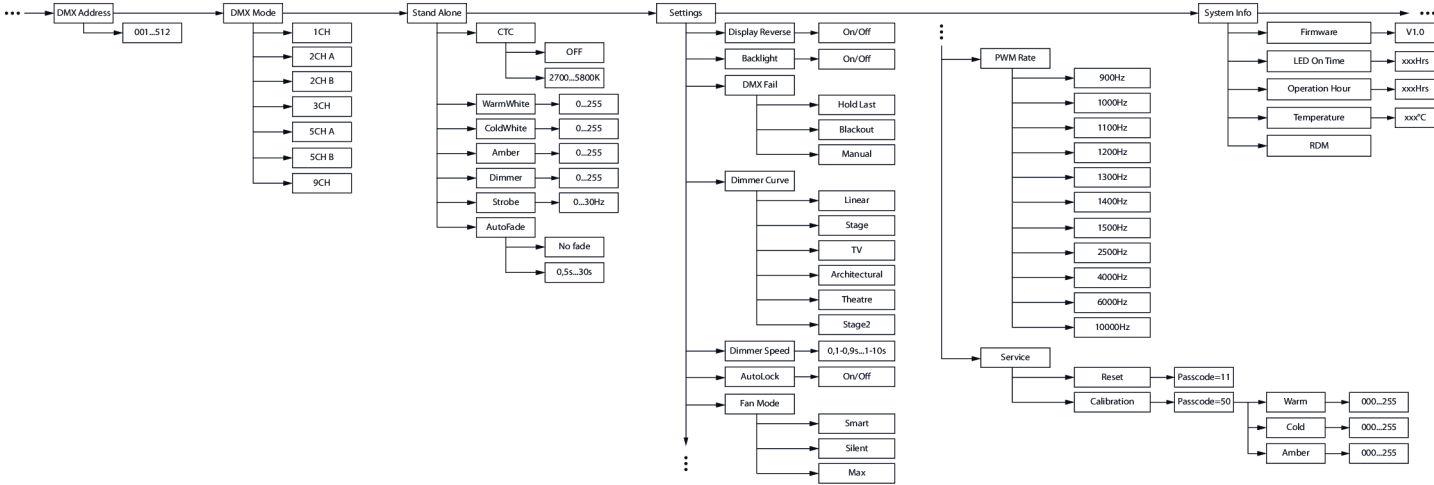 DMX Address
001...512
DMX Mode
1CH
2CH A
2CH B
3CH
5CH A
5CH B
9CH
Stand Alone
CTC
OFF
2700...5800K
WarmWhite
0...255
ColdWhite
0...255
Amber
0...255
Dimmer
0...255
Strobe
0...30Hz
AutoFade
No fade
0,5s...30s
Settings
Display Reverse
On/Off
Backlight
On/Off
DMX Fail
Hold Last
Blackout
Manual
Dimmer Curve
Linear
Stage
TV
Architectural
Theatre
Stage2
Dimmer Speed
0,1-0,9s...1-10s
AutoLock
On/Off
Fan Mode
Smart
Silent
Max
PWM Rate
900Hz
1000Hz
1100Hz
1200Hz
1300Hz
1400Hz
1500Hz
2500Hz
4000Hz
6000Hz
10000Hz
Service
Reset
Passcode=11
Calibration
Passcode=50
Warm
000...255
Cold
000...255
Amber
000...255
System Info
Firmware
V1.0
LED On Time
xxxHrs
Operation Hour
xxxHrs
Temperature
xxx°C
RDM